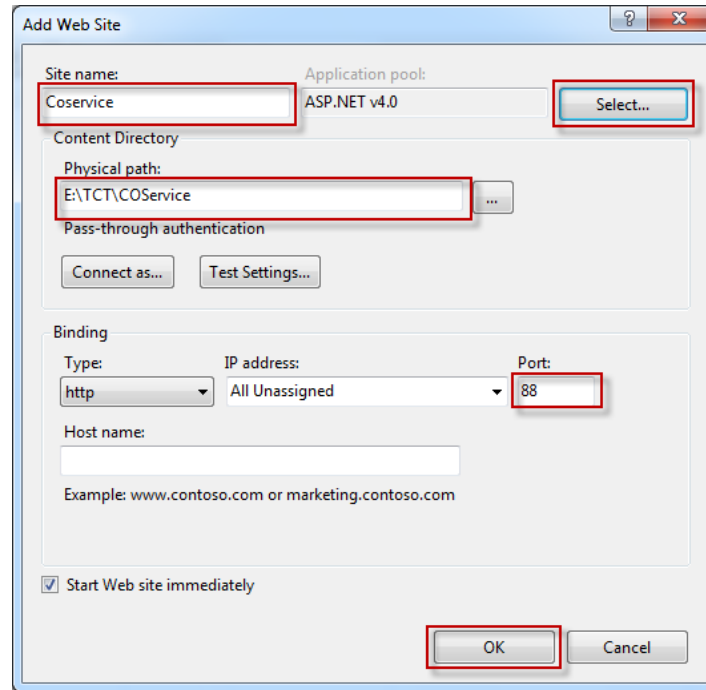 Add Web Site
?
Site name:
Application pool:
Coservice
ASP.NET v4.0
Select...
Content Directory
Physical path:
E:\TCT\COService
...
Pass-through authentication
Connect as...
Test Settings...
Binding
Type:
IP address:
Port:
http
All Unassigned
88
Host name:
Example: www.contoso.com or marketing.contoso.com
Start Web site immediately
OK
Cancel